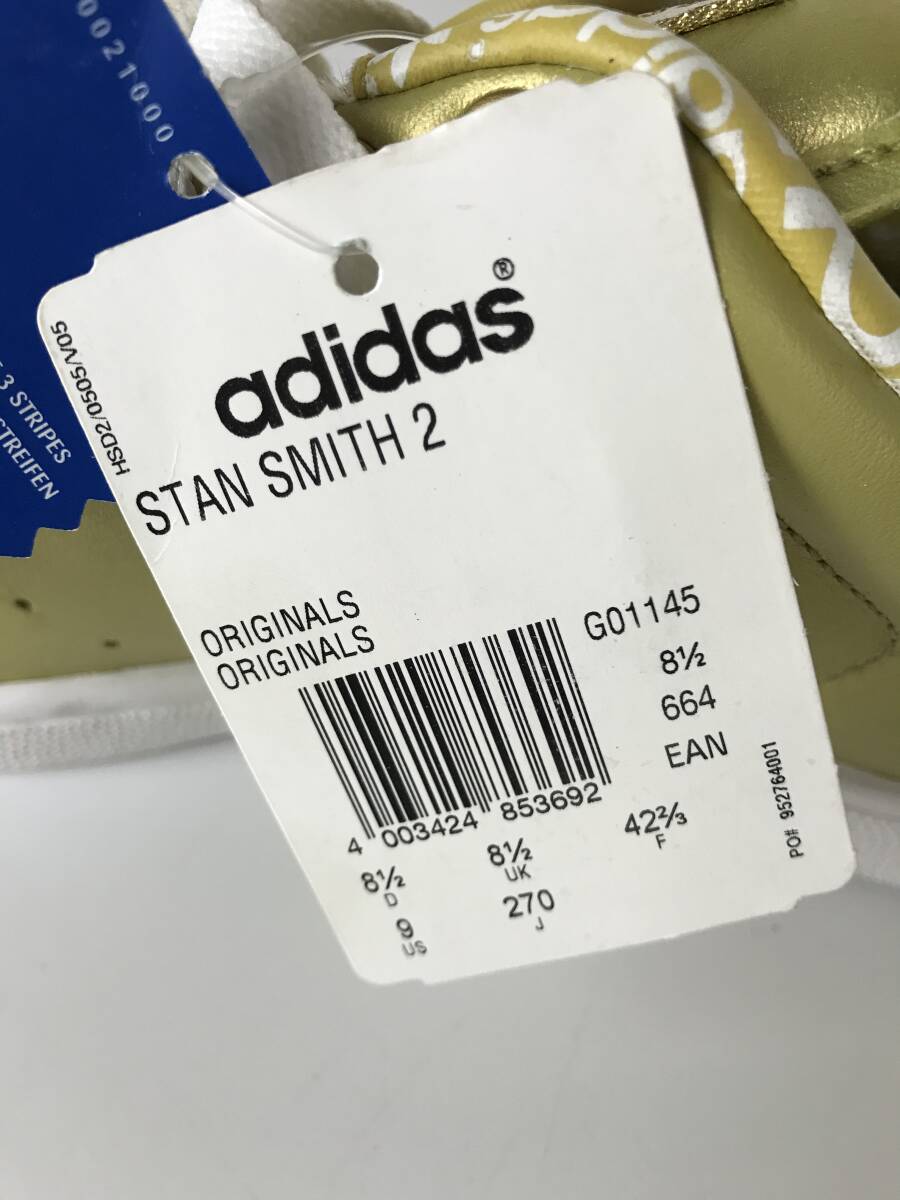 0021000
3 STRIPES
STREIFEN
HSD2/0505/V05
adidas®
STAN SMITH 2
ORIGINALS
ORIGINALS
G01145
8½
664
EAN
4 003424 853692
8½ D
8½ UK
42⅔ F
9 US
270 J
PO# 952764001